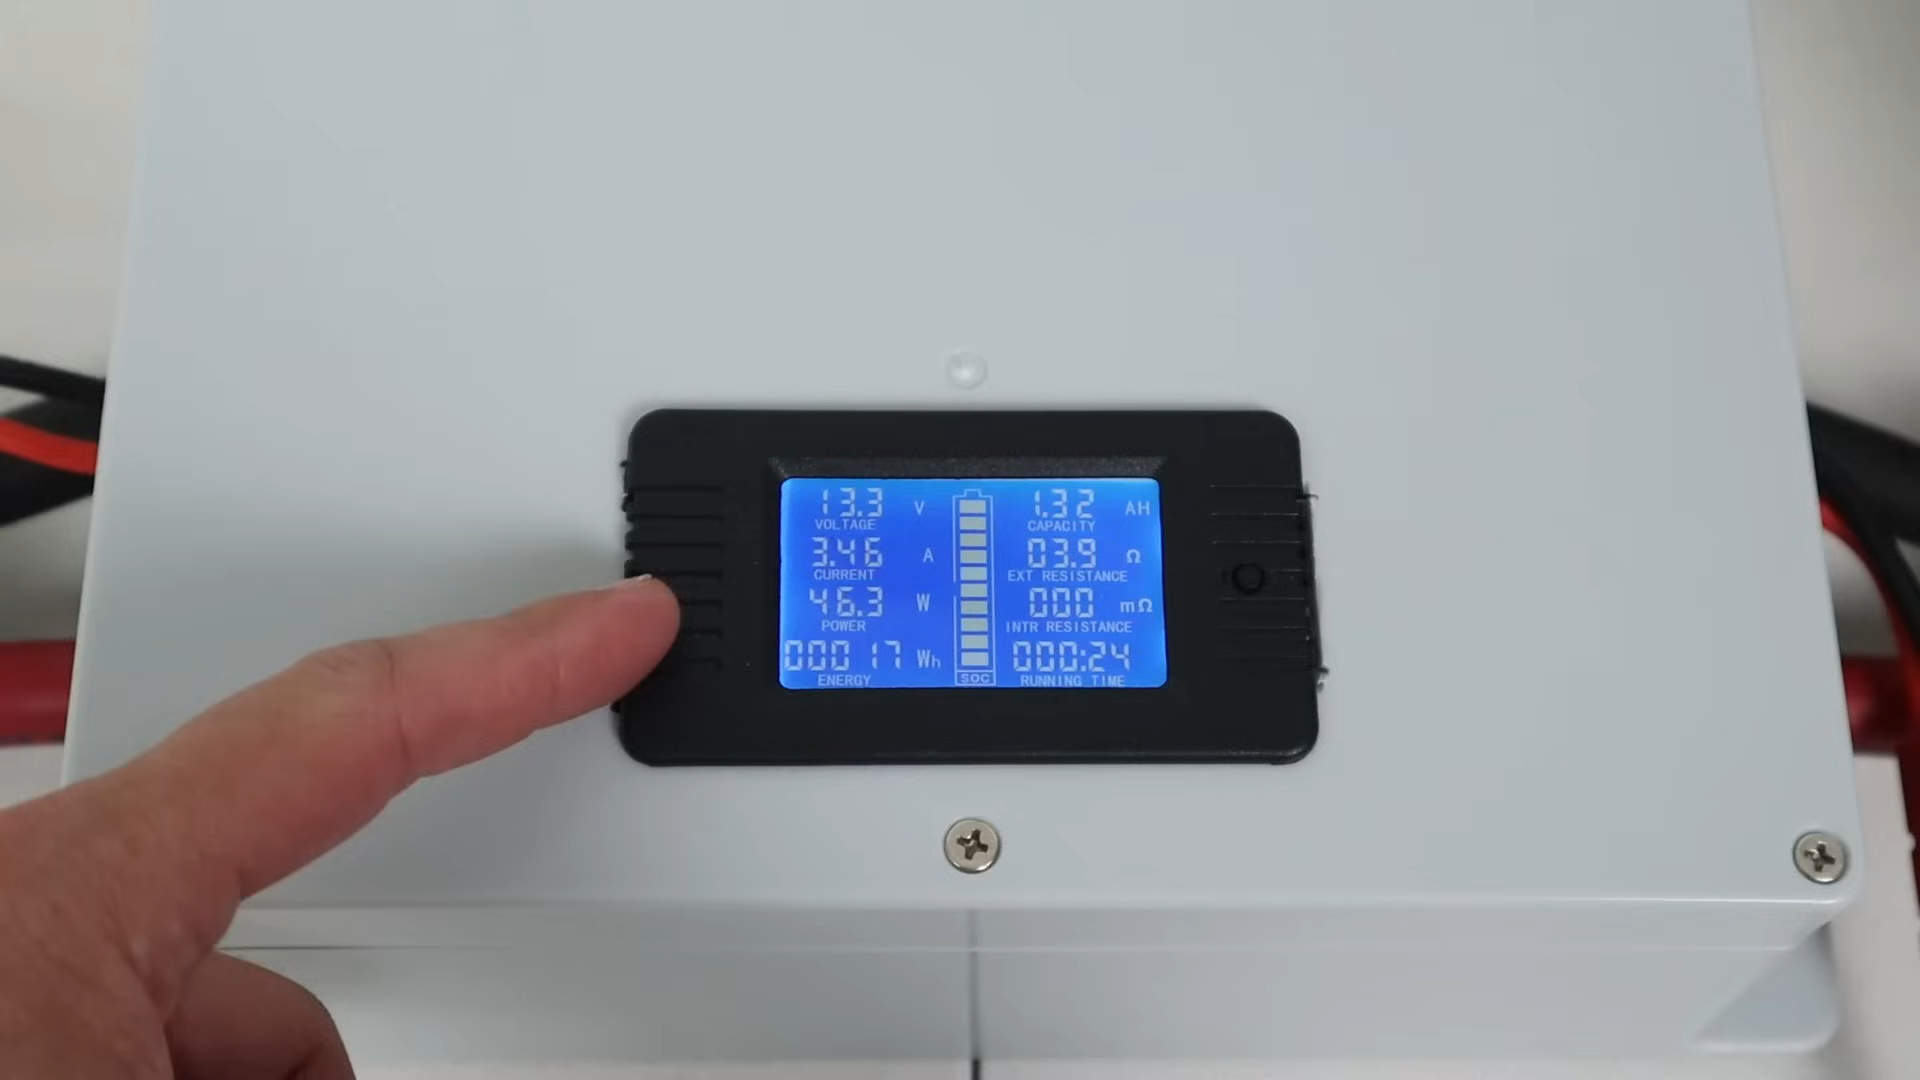 13.3 V
VOLTAGE
3.46 A
CURRENT
46.3 W
POWER
00017 Wh
ENERGY
SOC
1.32 AH
CAPACITY
03.9 Ω
EXT RESISTANCE
000 mΩ
INTR RESISTANCE
000:24
RUNNING TIME